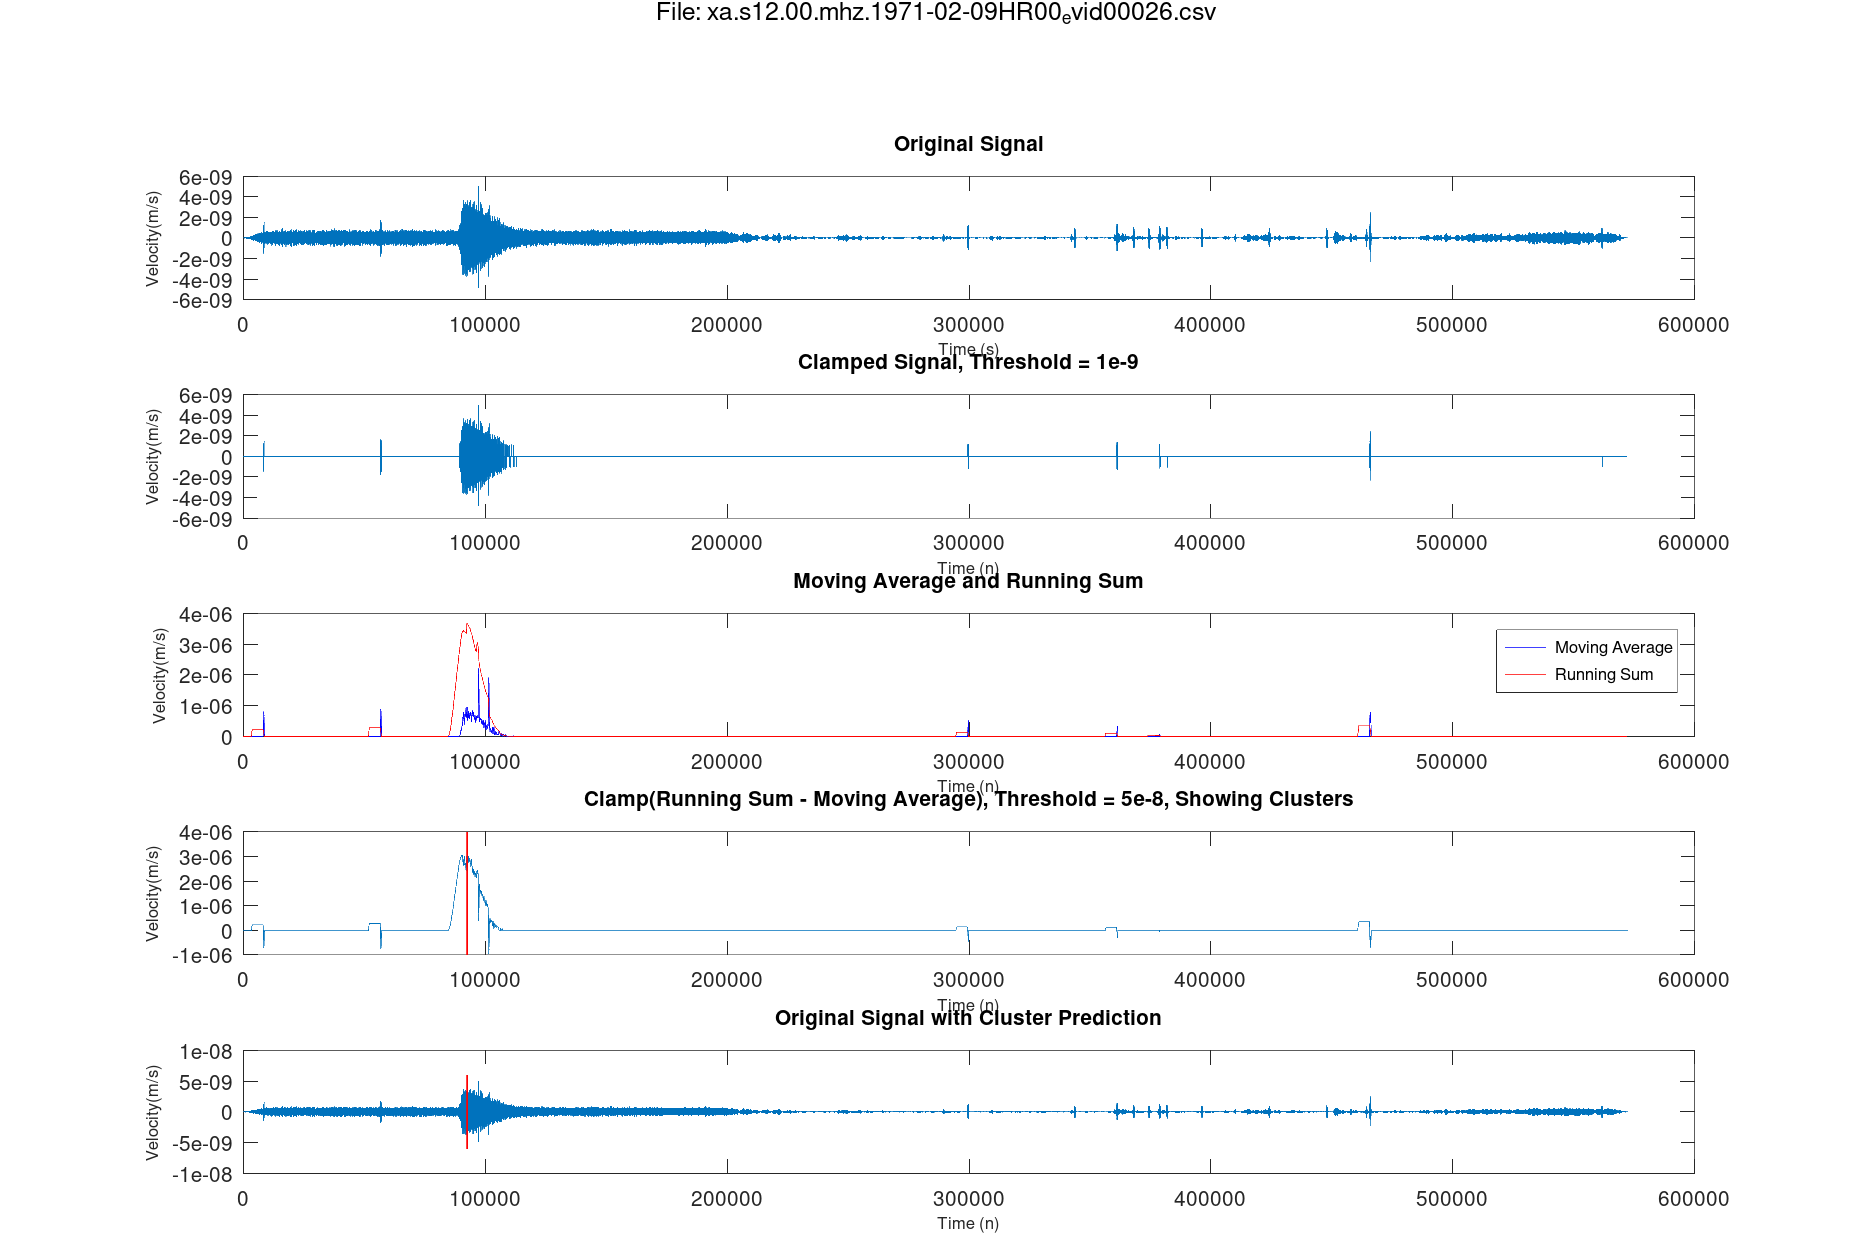 File: xa.s12.00.mhz.1971-02-09HR00evid00026.csv
Original Signal
Velocity(m/s)
6e-09
4e-09
2e-09
0
-2e-09
-4e-09
-6e-09
0 100000 200000 300000 400000 500000 600000
Time (s)
Clamped Signal, Threshold = 1e-9
Velocity(m/s)
6e-09
4e-09
2e-09
0
-2e-09
-4e-09
-6e-09
0 100000 200000 300000 400000 500000 600000
Time (n)
Moving Average and Running Sum
Velocity(m/s)
4e-06
3e-06
2e-06
1e-06
0
Moving Average
Running Sum
0 100000 200000 300000 400000 500000 600000
Time (n)
Clamp(Running Sum - Moving Average), Threshold = 5e-8, Showing Clusters
Velocity(m/s)
4e-06
3e-06
2e-06
1e-06
0
-1e-06
0 100000 200000 300000 400000 500000 600000
Time (n)
Original Signal with Cluster Prediction
Velocity(m/s)
1e-08
5e-09
0
-5e-09
-1e-08
0 100000 200000 300000 400000 500000 600000
Time (n)